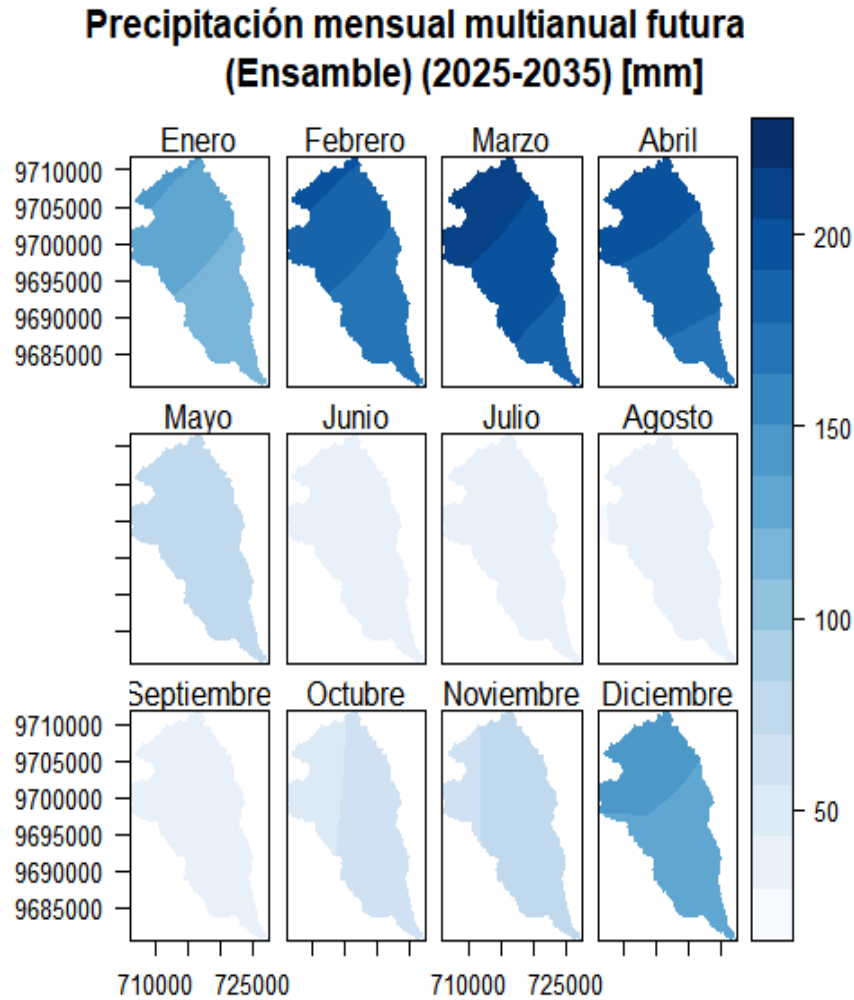 Precipitación mensual multianual futura
(Ensamble) (2025-2035) [mm]
Enero Febrero Marzo Abril
9710000
9705000
9700000
9695000
9690000
9685000
200
150
100
50
Mayo Junio Julio Agosto
Septiembre Octubre Noviembre Diciembre
9710000
9705000
9700000
9695000
9690000
9685000
710000 725000 710000 725000